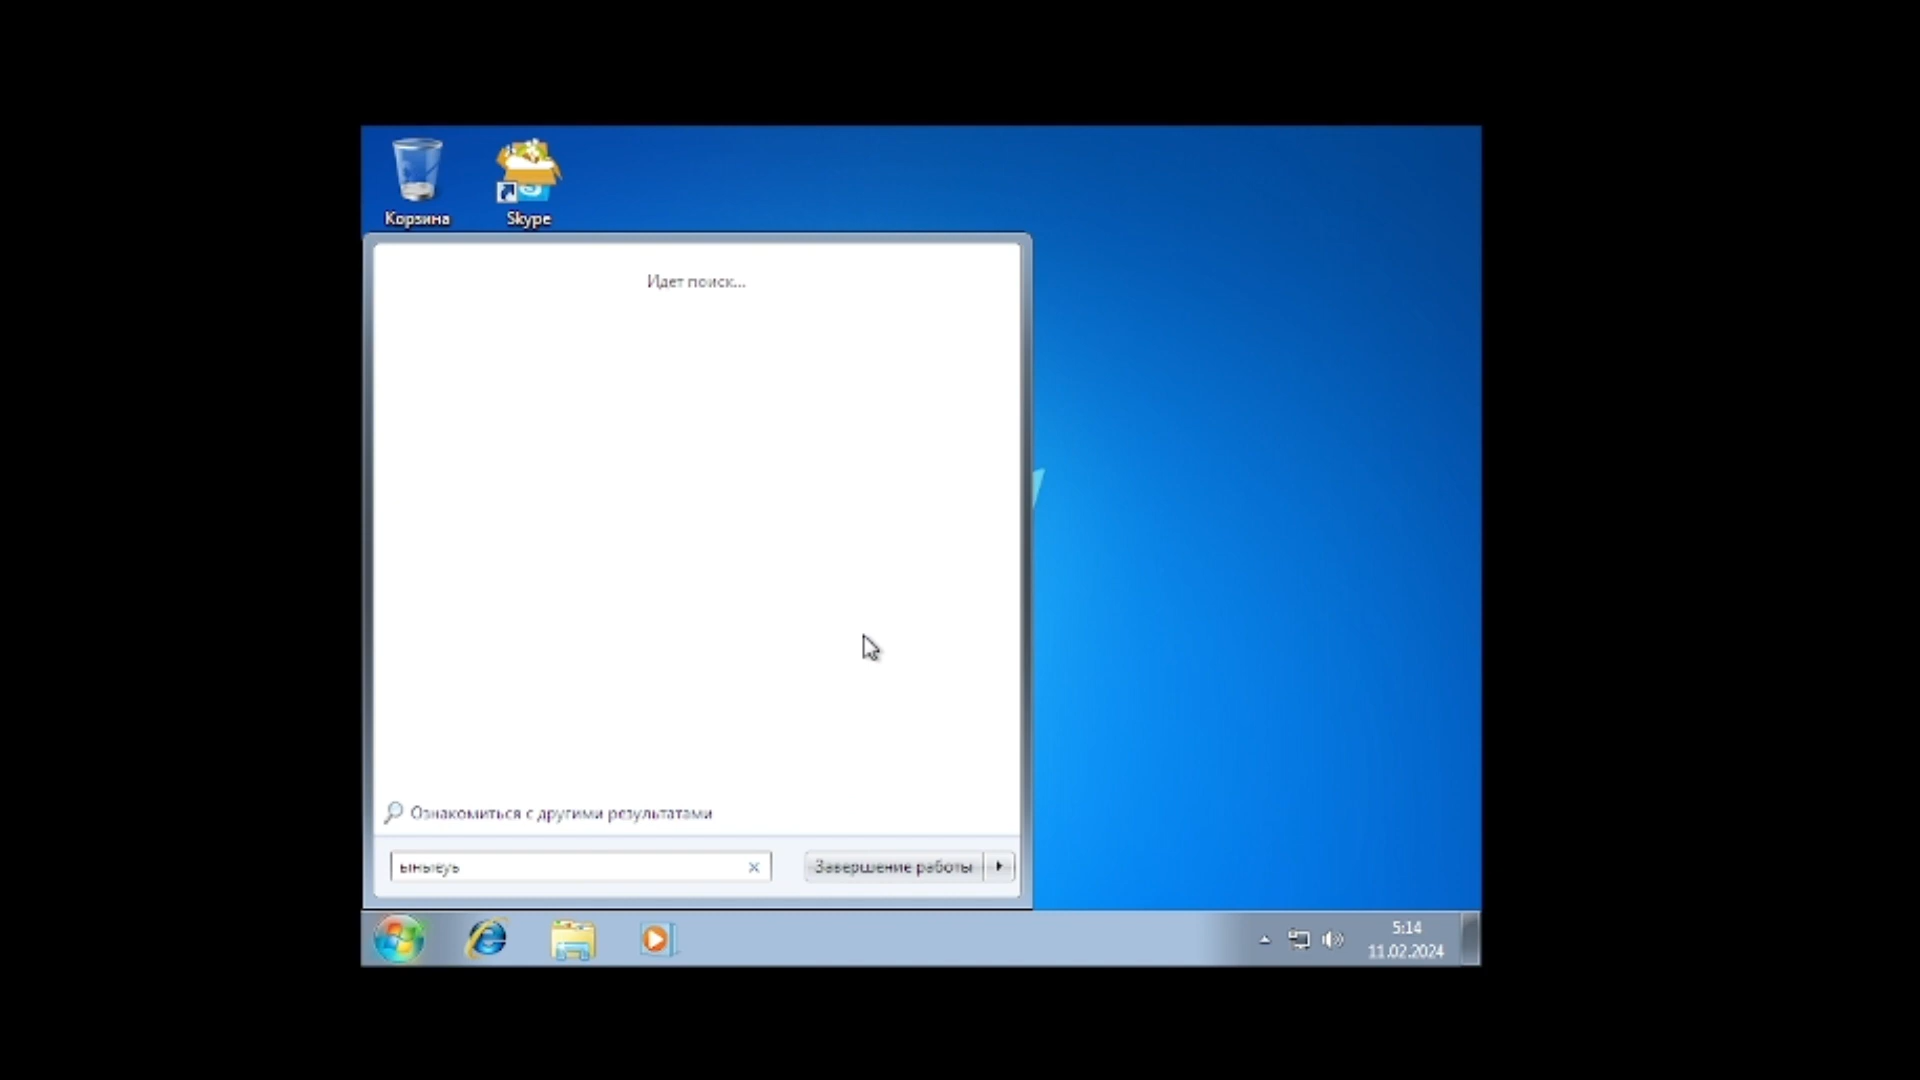 Корзина
Skype
Идет поиск...
Ознакомиться с другими результатами
ыныеуь
Завершение работы
5:14
11.02.2024